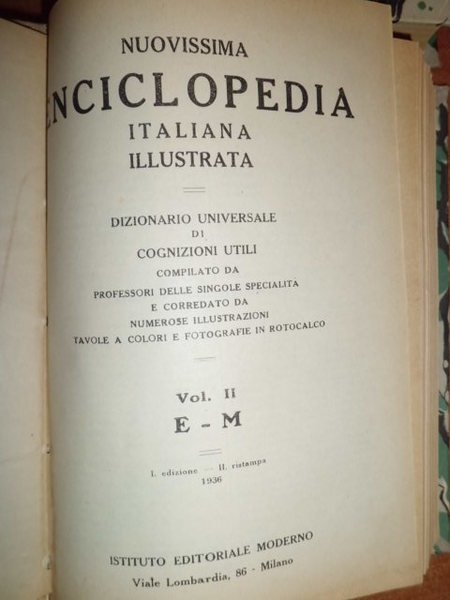 NUOVISSIMA
ENCICLOPEDIA
ITALIANA
ILLUSTRATA
DIZIONARIO UNIVERSALE
DI
COGNIZIONI UTILI
COMPILATO DA
PROFESSORI DELLE SINGOLE SPECIALITA
E CORREDATO DA
NUMEROSE ILLUSTRAZIONI
TAVOLE A COLORI E FOTOGRAFIE IN ROTOCALCO
Vol. II
E - M
I. edizione — II. ristampa
1936
ISTITUTO EDITORIALE MODERNO
Viale Lombardia, 86 - Milano